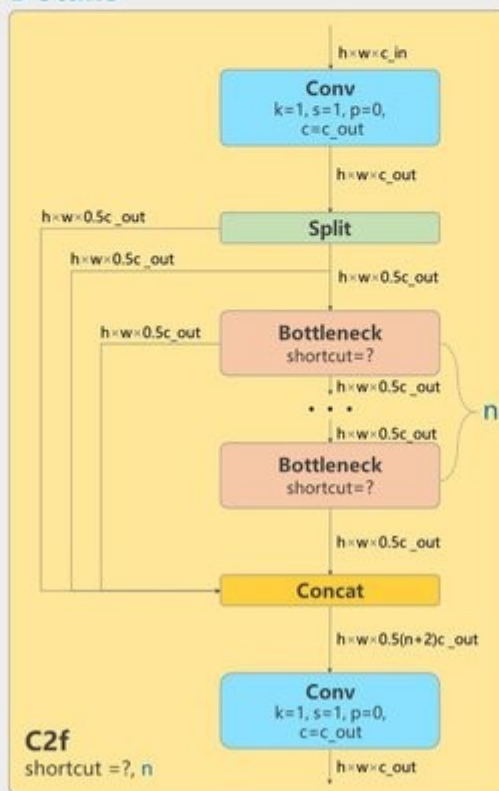 h×w×c_in
Conv
k=1, s=1, p=0,
c=c_out
h×w×c_out
h×w×0.5c_out
Split
h×w×0.5c_out
h×w×0.5c_out
h×w×0.5c_out
Bottleneck
shortcut=?
h×w×0.5c_out
...
n
h×w×0.5c_out
Bottleneck
shortcut=?
h×w×0.5c_out
Concat
h×w×0.5(n+2)c_out
Conv
k=1, s=1, p=0,
c=c_out
C2f
shortcut =?, n
h×w×c_out